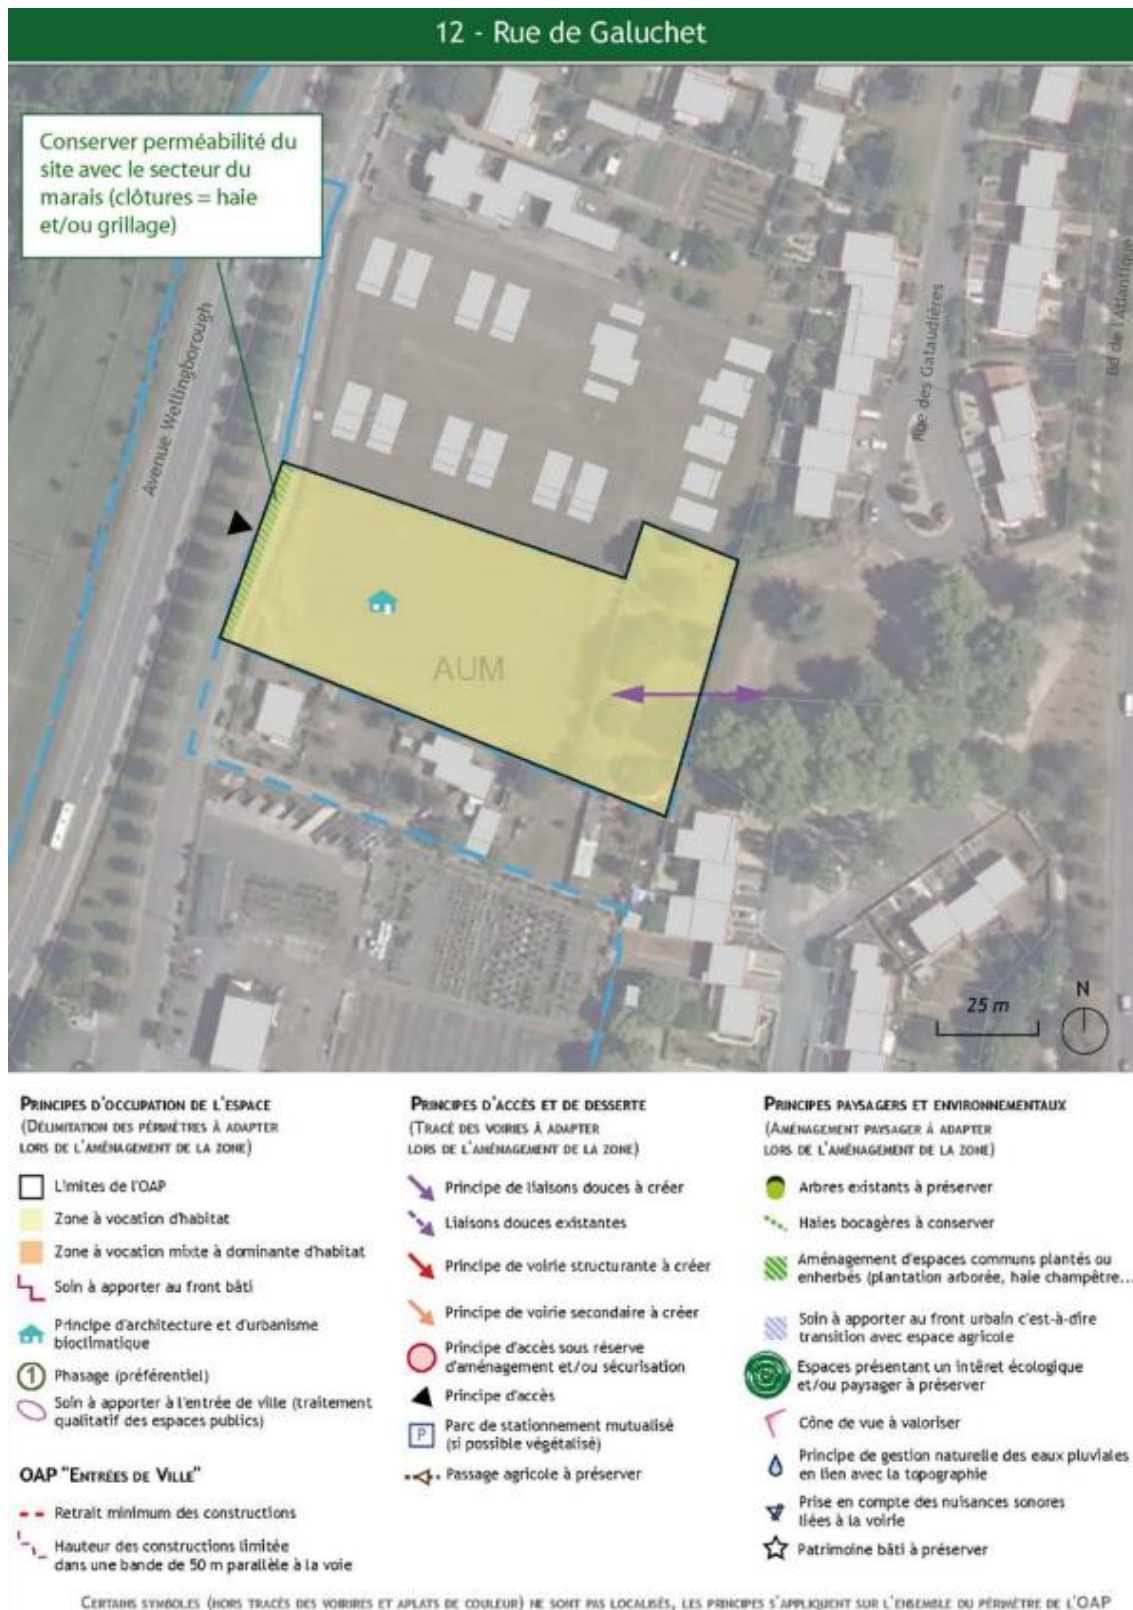 12 - Rue de Galuchet
Conserver perméabilité du
site avec le secteur du
marais (clôtures = haie
et/ou grillage)
Avenue Wellingborough
Rue des Gataudières
Bd de l'Atlantique
AUM
25 m
N
PRINCIPES D'OCCUPATION DE L'ESPACE
(DÉLIMITATION DES PÉRIMÈTRES À ADAPTER
LORS DE L'AMÉNAGEMENT DE LA ZONE)
Limites de l'OAP
Zone à vocation d'habitat
Zone à vocation mixte à dominante d'habitat
Soin à apporter au front bâti
Principe d'architecture et d'urbanisme
bioclimatique
1 Phasage (préférentiel)
Soin à apporter à l'entrée de ville (traitement
qualitatif des espaces publics)
OAP "ENTRÉES DE VILLE"
Retrait minimum des constructions
Hauteur des constructions limitée
dans une bande de 50 m parallèle à la voie
PRINCIPES D'ACCÈS ET DE DESSERTE
(TRACÉ DES VOIRIES À ADAPTER
LORS DE L'AMÉNAGEMENT DE LA ZONE)
Principe de liaisons douces à créer
Liaisons douces existantes
Principe de voirie structurante à créer
Principe de voirie secondaire à créer
Principe d'accès sous réserve
d'aménagement et/ou sécurisation
Principe d'accès
P Parc de stationnement mutualisé
(si possible végétalisé)
Passage agricole à préserver
PRINCIPES PAYSAGERS ET ENVIRONNEMENTAUX
(AMÉNAGEMENT PAYSAGER À ADAPTER
LORS DE L'AMÉNAGEMENT DE LA ZONE)
Arbres existants à préserver
Haies bocagères à conserver
Aménagement d'espaces communs plantés ou
enherbés (plantation arborée, haie champêtre...
Soin à apporter au front urbain c'est-à-dire
transition avec espace agricole
Espaces présentant un intérêt écologique
et/ou paysager à préserver
Cône de vue à valoriser
Principe de gestion naturelle des eaux pluviales
en lien avec la topographie
Prise en compte des nuisances sonores
liées à la voirie
Patrimoine bâti à préserver
CERTAINS SYMBOLES (HORS TRACÉS DES VOIRIRES ET APLATS DE COULEUR) NE SONT PAS LOCALISÉS, LES PRINCIPES S'APPLIQUENT SUR L'ENSEMBLE DU PÉRIMÈTRE DE L'OAP